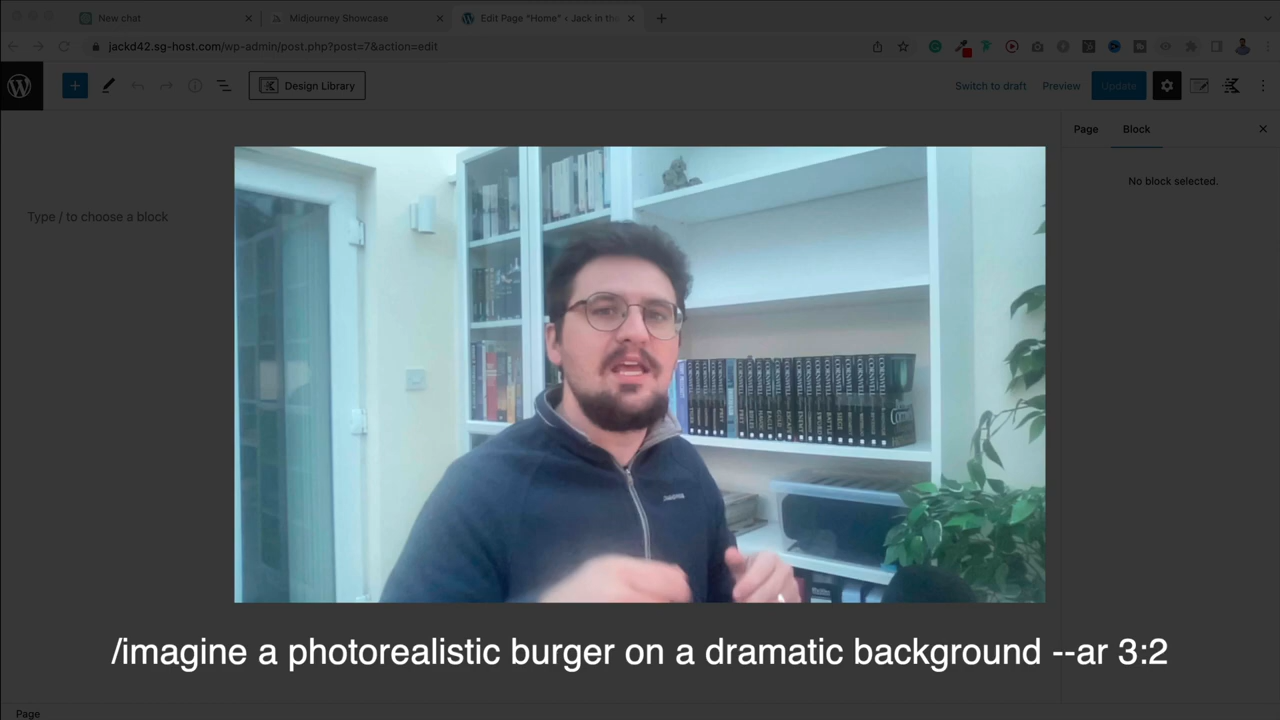 New chat
Midjourney Showcase
Edit Page "Home" ‹ Jack in the
jackd42.sg-host.com/wp-admin/post.php?post=7&action=edit
Design Library
Switch to draft
Preview
Update
Page
Block
No block selected.
Type / to choose a block
/imagine a photorealistic burger on a dramatic background --ar 3:2
Page